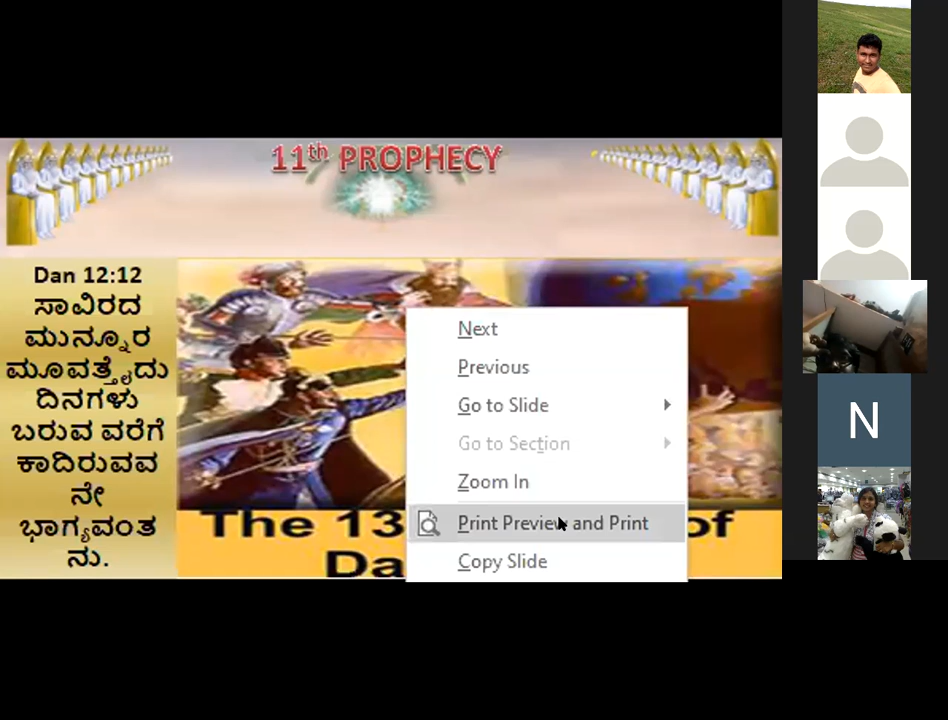 11th PROPHECY
Dan 12:12
ಸಾವಿರದ
ಮುನ್ನೂರ
ಮೂವತ್ತೈದು
ದಿನಗಳು
ಬರುವ ವರೆಗೆ
ಕಾದಿರುವವ
ನೇ
ಭಾಗ್ಯವಂತ
ನು.
Next
Previous
Go to Slide
Go to Section
Zoom In
Print Preview and Print
Copy Slide
The 13 of
Da
N